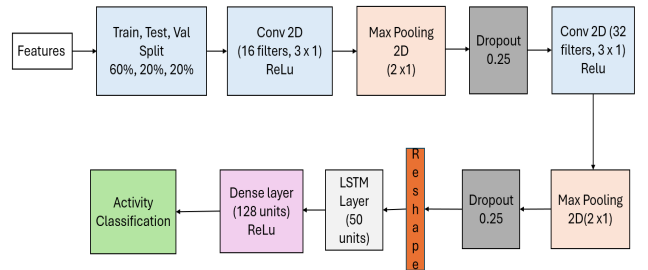 Features
Train, Test, Val
Split
60%, 20%, 20%
Conv 2D
(16 filters, 3 x 1)
ReLu
Max Pooling
2D
(2 x1)
Dropout
0.25
Conv 2D (32
filters, 3 x 1)
Relu
Max Pooling
2D(2 x1)
Dropout
0.25
R
e
s
h
a
p
e
LSTM
Layer
(50
units)
Dense layer
(128 units)
ReLu
Activity
Classification